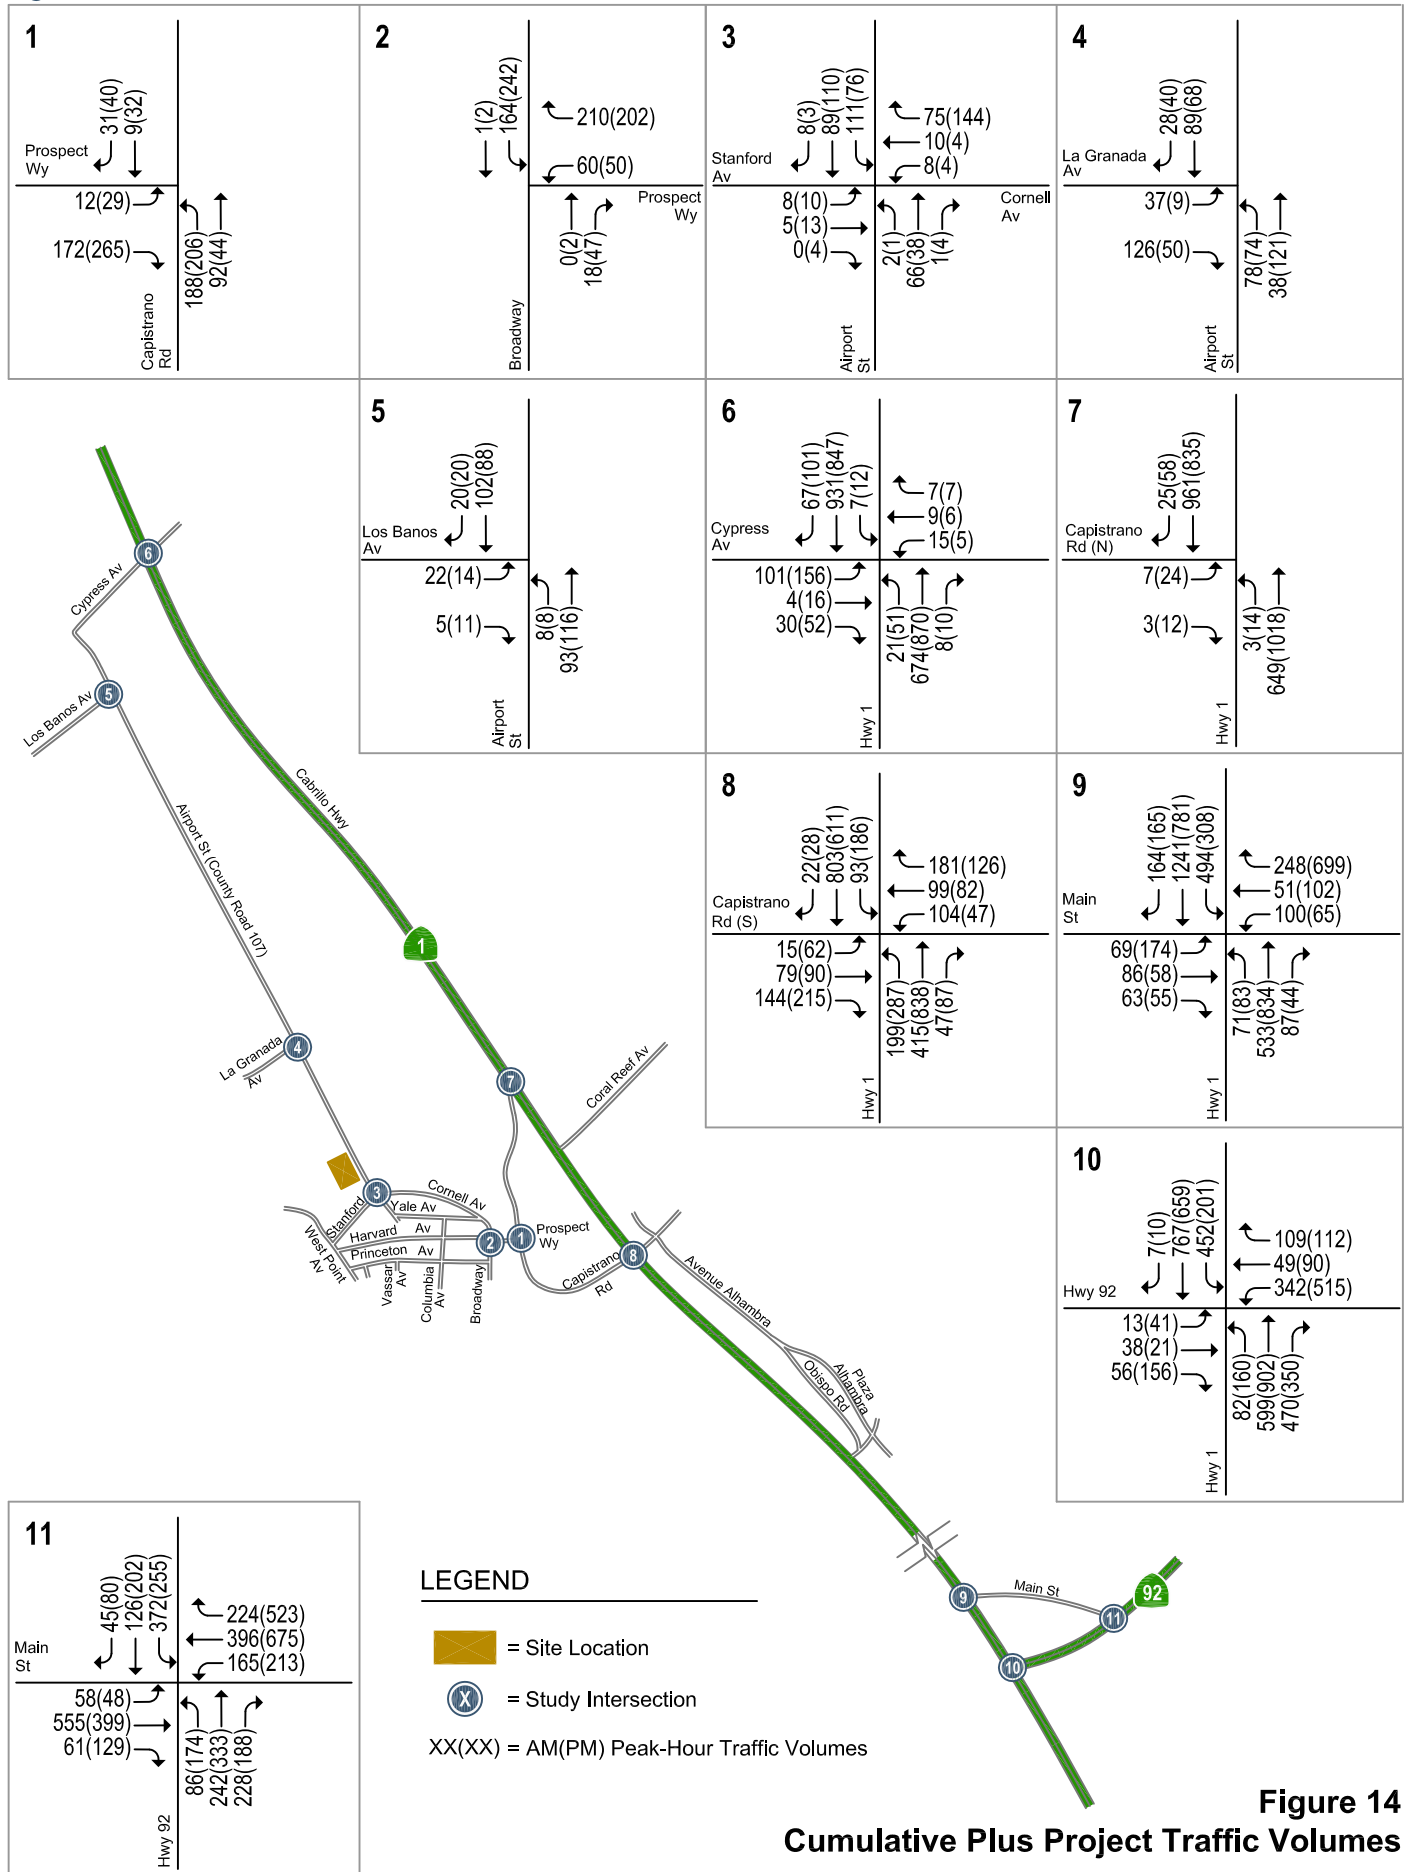 1
31(40)
9(32)
Prospect
Wy
12(29)
172(265)
188(206)
92(44)
Capistrano
Rd
2
1(2)
164(242)
210(202)
60(50)
Prospect
Wy
0(2)
18(47)
Broadway
3
8(3)
89(110)
111(76)
75(144)
10(4)
8(4)
Stanford
Av
Cornell
Av
8(10)
5(13)
0(4)
2(1)
66(38)
1(4)
Airport
St
4
28(40)
89(68)
La Granada
Av
37(9)
126(50)
78(74)
38(121)
Airport
St
5
20(20)
102(88)
Los Banos
Av
22(14)
5(11)
8(8)
93(116)
Airport
St
6
67(101)
931(847)
7(12)
7(7)
9(6)
15(5)
Cypress
Av
101(156)
4(16)
30(52)
21(51)
674(870)
8(10)
Hwy 1
7
25(58)
961(835)
Capistrano
Rd (N)
7(24)
3(12)
3(14)
649(1018)
Hwy 1
8
22(28)
803(611)
93(186)
181(126)
99(82)
104(47)
Capistrano
Rd (S)
15(62)
79(90)
144(215)
199(287)
415(838)
47(87)
Hwy 1
9
164(165)
1241(781)
494(308)
248(699)
51(102)
100(65)
Main
St
69(174)
86(58)
63(55)
71(83)
533(834)
87(44)
Hwy 1
10
7(10)
767(659)
452(201)
109(112)
49(90)
342(515)
Hwy 92
13(41)
38(21)
56(156)
82(160)
599(902)
470(350)
Hwy 1
11
45(80)
126(202)
372(255)
224(523)
396(675)
165(213)
Main
St
58(48)
555(399)
61(129)
86(174)
242(333)
228(188)
Hwy 92
6
Cypress Av
5
Los Banos Av
Cabrillo Hwy
Airport St (County Road 107)
1
4
La Granada
Av
7
Coral Reef Av
3
Cornell Av
Stanford
Yale Av
Harvard Av
West Point
Av
Princeton Av
2
1
Prospect
Wy
Vassar
Av
Columbia
Av
Broadway
Capistrano
Rd
8
Avenue Alhambra
Obispo Rd
Plaza
Alhambra
9
Main St
92
11
10
LEGEND
= Site Location
X = Study Intersection
XX(XX) = AM(PM) Peak-Hour Traffic Volumes
Figure 14
Cumulative Plus Project Traffic Volumes